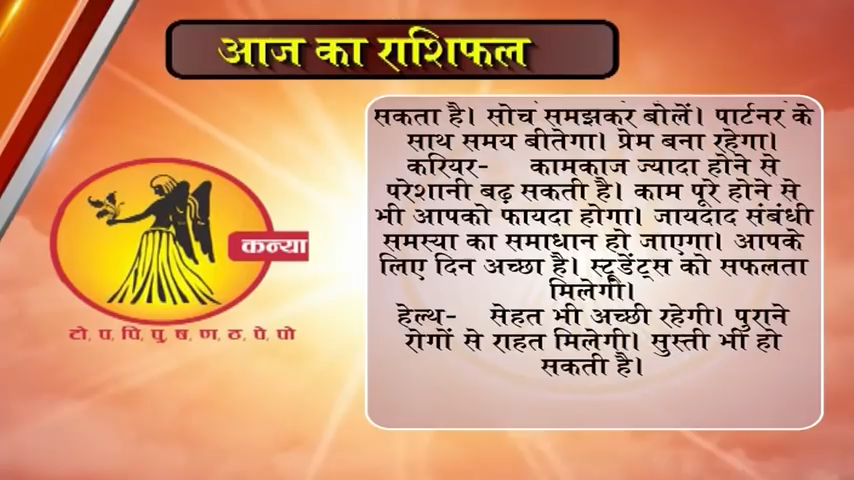 आज का राशिफल
सकता है। सोच समझकर बोलें। पार्टनर के
साथ समय बीतेगा। प्रेम बना रहेगा।
करियर- कामकाज ज्यादा होने से
परेशानी बढ़ सकती है। काम पूरे होने से
भी आपको फायदा होगा। जायदाद संबंधी
समस्या का समाधान हो जाएगा। आपके
लिए दिन अच्छा है। स्टूडेंट्स को सफलता
मिलेगी।
हेल्थ- सेहत भी अच्छी रहेगी। पुराने
रोगों से राहत मिलेगी। सुस्ती भी हो
सकती है।
कन्या
टो, प, पि, पु, ष, ण, ठ, पे, पो